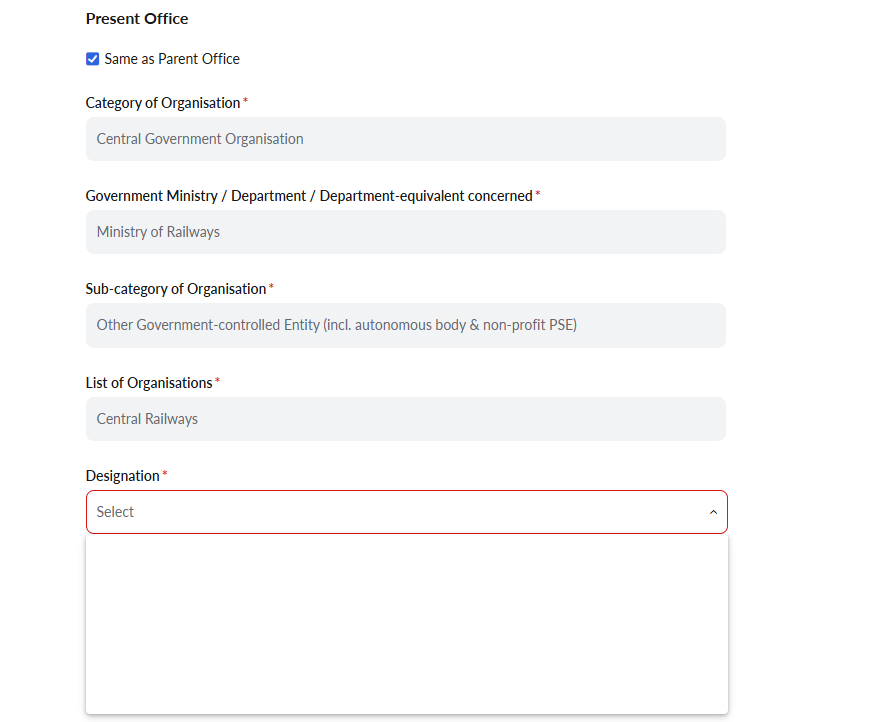 Present Office
Same as Parent Office
Category of Organisation *
Central Government Organisation
Government Ministry / Department / Department-equivalent concerned *
Ministry of Railways
Sub-category of Organisation *
Other Government-controlled Entity (incl. autonomous body & non-profit PSE)
List of Organisations *
Central Railways
Designation *
Select